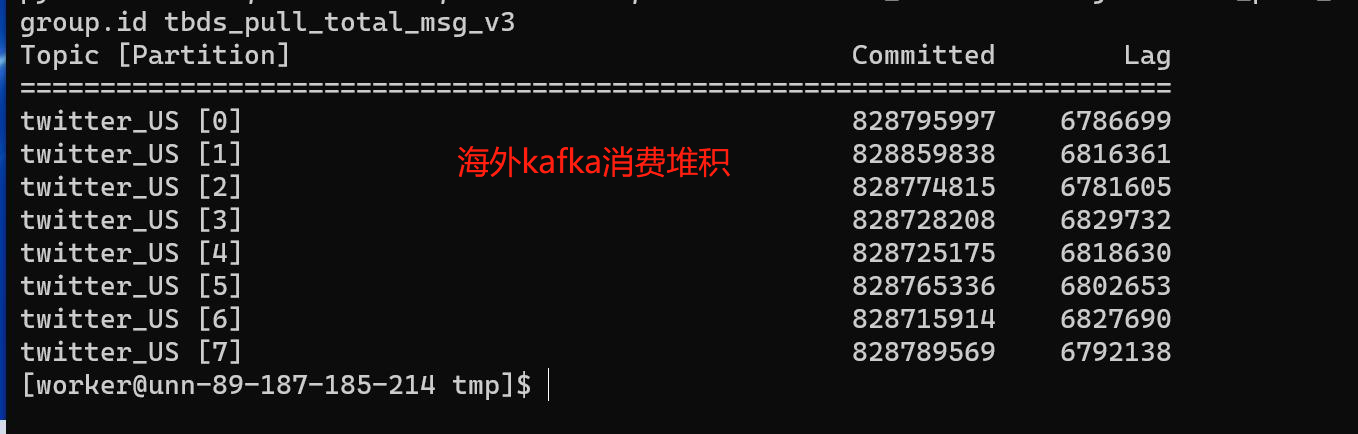 group.id tbds_pull_total_msg_v3
Topic [Partition] Committed Lag
========================================================================
twitter_US [0] 828795997 6786699
twitter_US [1] 828859838 6816361
海外kafka消费堆积
twitter_US [2] 828774815 6781605
twitter_US [3] 828728208 6829732
twitter_US [4] 828725175 6818630
twitter_US [5] 828765336 6802653
twitter_US [6] 828715914 6827690
twitter_US [7] 828789569 6792138
[worker@unn-89-187-185-214 tmp]$